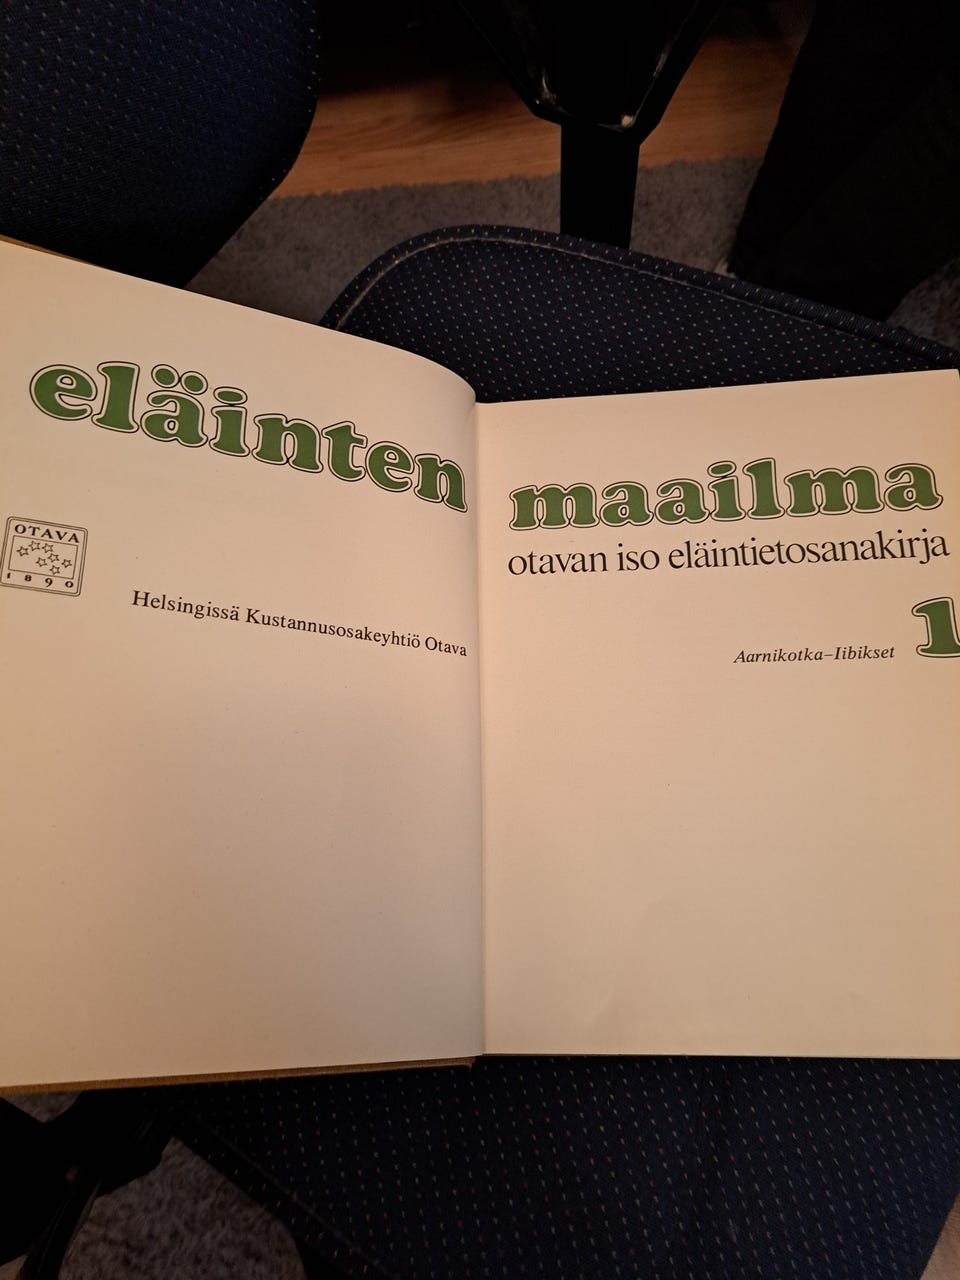 eläinten
OTAVA
1890
Helsingissä Kustannusosakeyhtiö Otava
maailma
otavan iso eläintietosanakirja
1
Aarnikotka–Iibikset